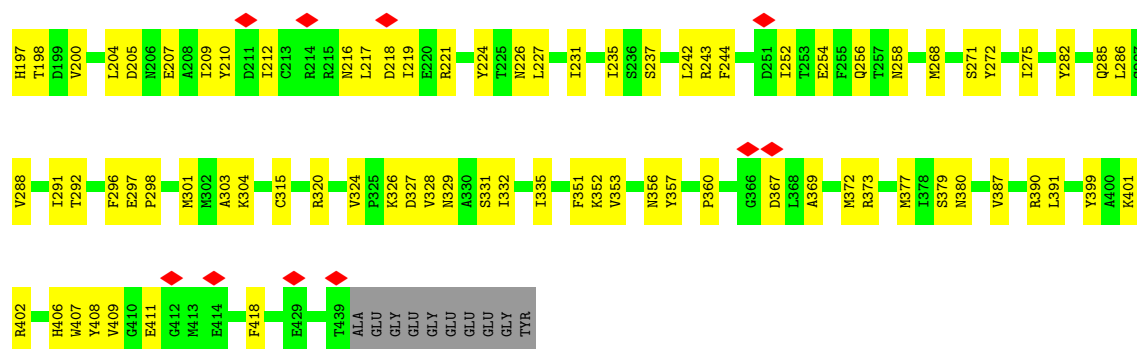 H197 T198 D199 V200 L204 D205 N206 E207 A208 I209 Y210 D211 I212 C213 R214 R215 N216 L217 D218 I219 E220 R221 Y224 T225 N226 L227 I231 I235 S236 S237 L242 R243 F244 D251 I252 T253 E254 F255 Q256 T257 N258 M268 S271 Y272 I275 Y282 Q285 L286
V288 I291 T292 F296 E297 P298 M301 M302 A303 K304 C315 R320 V324 P325 K326 D327 V328 N329 A330 S331 I332 I335 F351 K352 V353 N356 Y357 P360 G366 D367 L368 A369 M372 R373 M377 I378 S379 N380 V387 R390 L391 Y399 A400 K401
R402 H406 W407 Y408 V409 G410 E411 G412 M413 E414 F418 E429 T439 ALA GLU GLY GLU GLY GLU GLU GLU GLY TYR